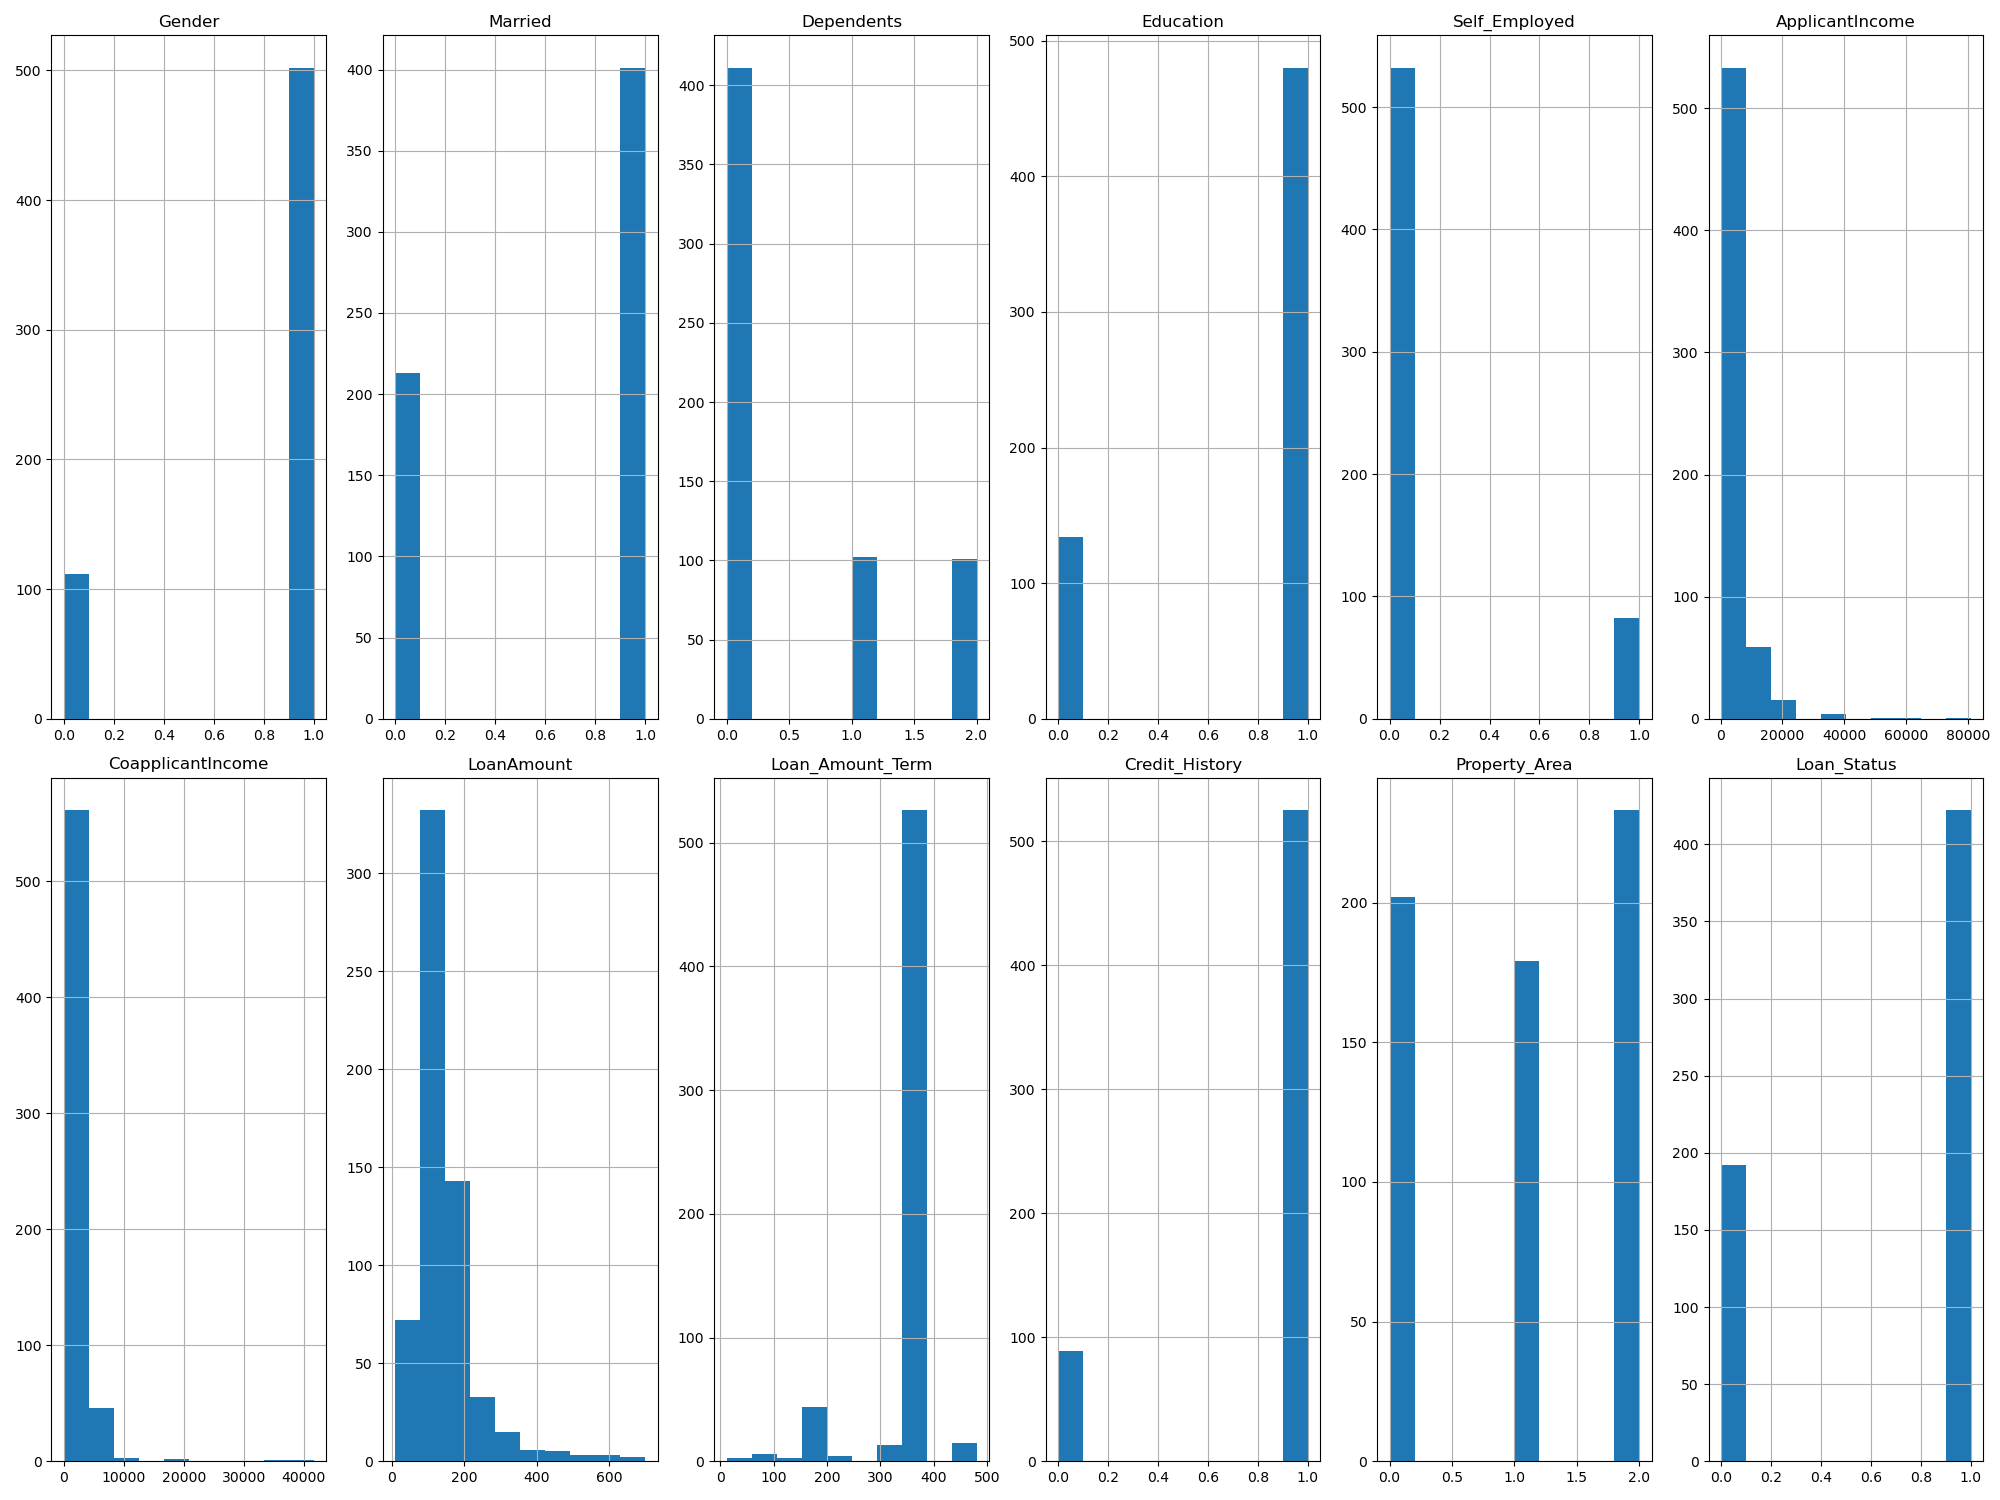 Gender Married Dependents Education Self_Employed ApplicantIncome
500 400 300 200 100 0
0.0 0.2 0.4 0.6 0.8 1.0
400 350 300 250 200 150 100 50 0
0.0 0.2 0.4 0.6 0.8 1.0
400 350 300 250 200 150 100 50 0
0.0 0.5 1.0 1.5 2.0
500 400 300 200 100 0
0.0 0.2 0.4 0.6 0.8 1.0
500 400 300 200 100 0
0.0 0.2 0.4 0.6 0.8 1.0
500 400 300 200 100 0
0 20000 40000 60000 80000
CoapplicantIncome LoanAmount Loan_Amount_Term Credit_History Property_Area Loan_Status
500 400 300 200 100 0
0 10000 20000 30000 40000
300 250 200 150 100 50 0
0 200 400 600
500 400 300 200 100 0
0 100 200 300 400 500
500 400 300 200 100 0
0.0 0.2 0.4 0.6 0.8 1.0
200 150 100 50 0
0.0 0.5 1.0 1.5 2.0
400 350 300 250 200 150 100 50 0
0.0 0.2 0.4 0.6 0.8 1.0